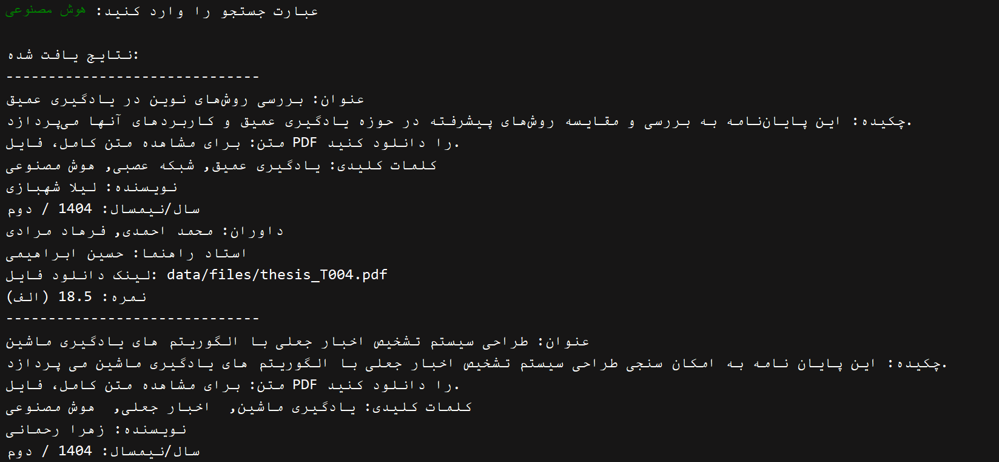 عبارت جستجو را وارد کنید: هوش مصنوعی
نتایج یافت شده:
------------------------------
عنوان: بررسی روش‌های نوین در یادگیری عمیق
چکیده: این پایان‌نامه به بررسی و مقایسه روش‌های پیشرفته در حوزه یادگیری عمیق و کاربردهای آنها می‌پردازد.
متن: برای مشاهده متن کامل، فایل PDF را دانلود کنید.
کلمات کلیدی: یادگیری عمیق, شبکه عصبی, هوش مصنوعی
نویسنده: لیلا شهبازی
سال/نیمسال: 1404 / دوم
داوران: محمد احمدی, فرهاد مرادی
استاد راهنما: حسین ابراهیمی
لینک دانلود فایل: data/files/thesis_T004.pdf
نمره: 18.5 (الف)
------------------------------
عنوان: طراحی سیستم تشخیص اخبار جعلی با الگوریتم های یادگیری ماشین
چکیده: این پایان نامه به امکان سنجی طراحی سیستم تشخیص اخبار جعلی با الگوریتم های یادگیری ماشین می پردازد.
متن: برای مشاهده متن کامل، فایل PDF را دانلود کنید.
کلمات کلیدی: یادگیری ماشین,  اخبار جعلی,  هوش مصنوعی
نویسنده: زهرا رحمانی
سال/نیمسال: 1404 / دوم